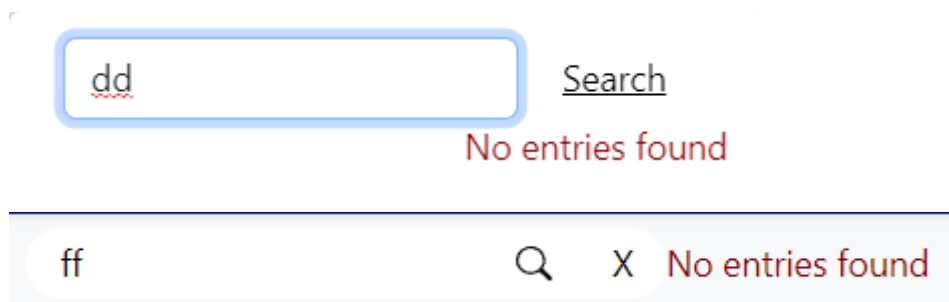 dd Search
No entries found
ff X No entries found